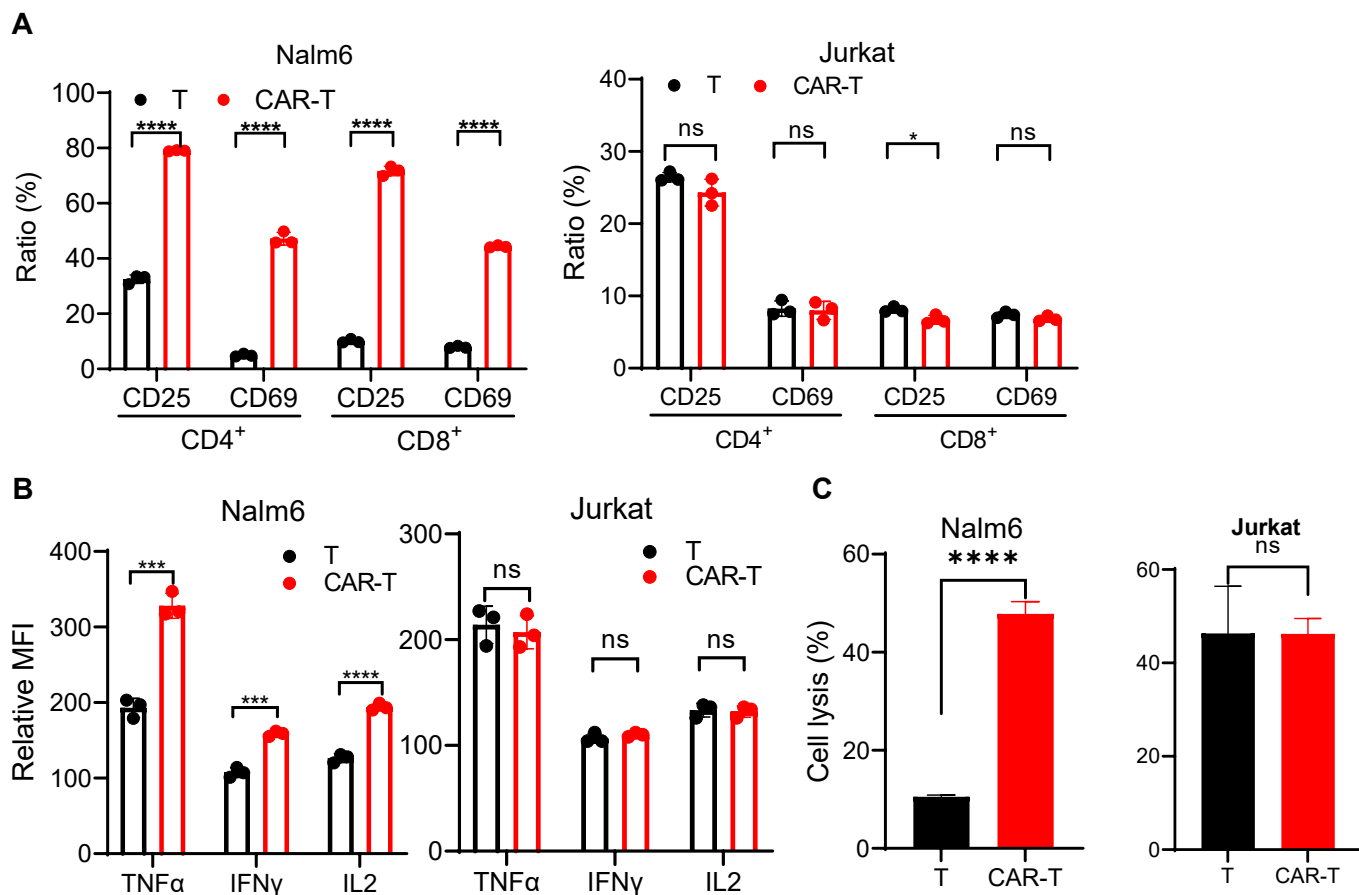 A
Nalm6
T CAR-T
Ratio (%)
100
80
60
40
20
0
**** **** **** ****
CD25 CD69 CD25 CD69
CD4+ CD8+
Jurkat
T CAR-T
Ratio (%)
40
30
20
10
0
ns ns * ns
CD25 CD69 CD25 CD69
CD4+ CD8+
B
Nalm6
T
CAR-T
Relative MFI
400
300
200
100
0
*** *** ****
TNFα IFNγ IL2
Jurkat
T
CAR-T
300
200
100
0
ns ns ns
TNFα IFNγ IL2
C
Nalm6
****
Cell lysis (%)
60
40
20
0
T CAR-T
Jurkat
ns
60
40
20
0
T CAR-T